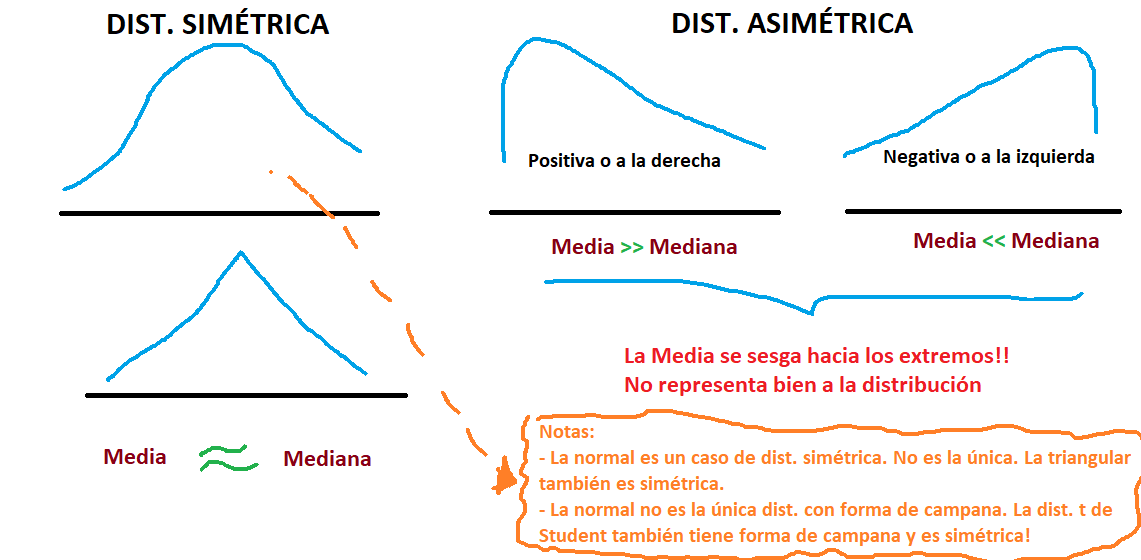 DIST. SIMÉTRICA
DIST. ASIMÉTRICA
Positiva o a la derecha
Negativa o a la izquierda
Media >> Mediana
Media << Mediana
La Media se sesga hacia los extremos!!
No representa bien a la distribución
Media ≈ Mediana
Notas:
- La normal es un caso de dist. simétrica. No es la única. La triangular
también es simétrica.
- La normal no es la única dist. con forma de campana. La dist. t de
Student también tiene forma de campana y es simétrica!